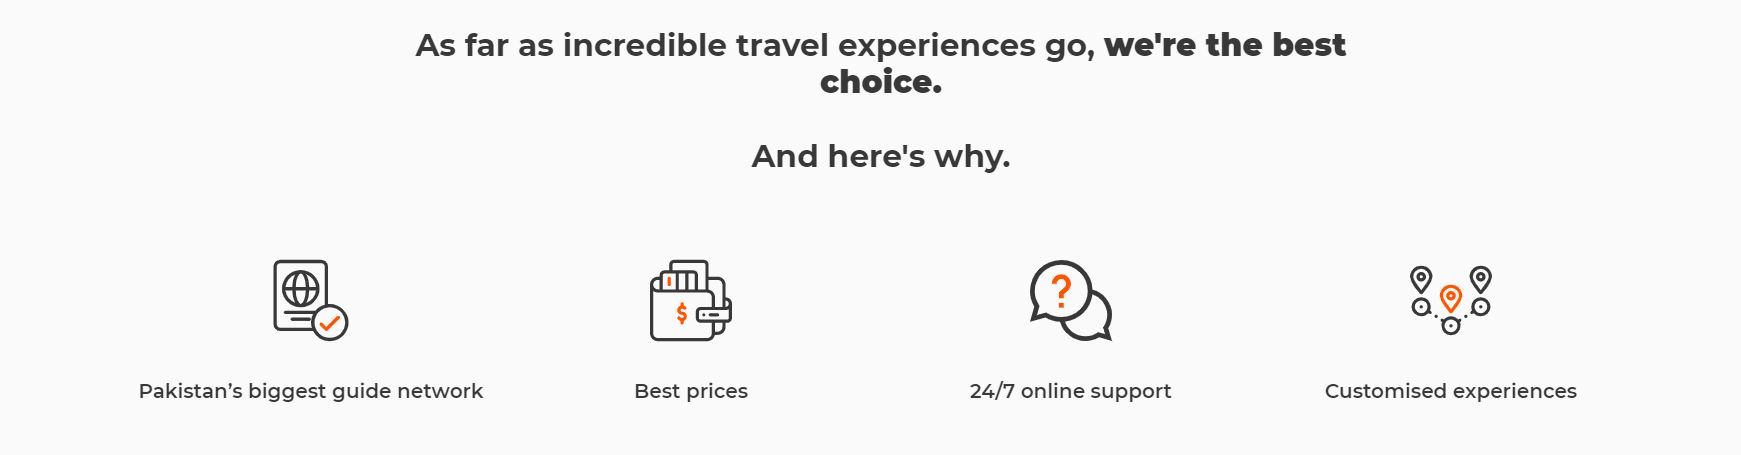 As far as incredible travel experiences go, we're the best
choice.
And here's why.
Pakistan’s biggest guide network
Best prices
24/7 online support
Customised experiences